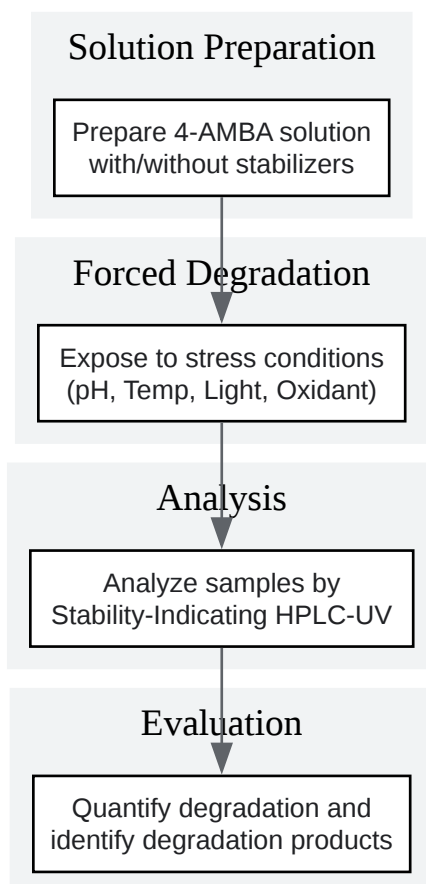 Solution Preparation
Prepare 4-AMBA solution
with/without stabilizers
Forced Degradation
Expose to stress conditions
(pH, Temp, Light, Oxidant)
Analysis
Analyze samples by
Stability-Indicating HPLC-UV
Evaluation
Quantify degradation and
identify degradation products